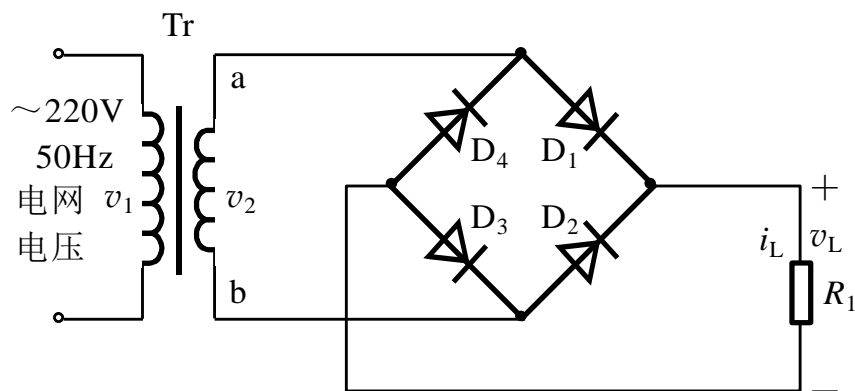 Tr
a
～220V
50Hz
电网
电压
v₁
v₂
D₄
D₁
D₃
D₂
b
+
iL
vL
R₁
−